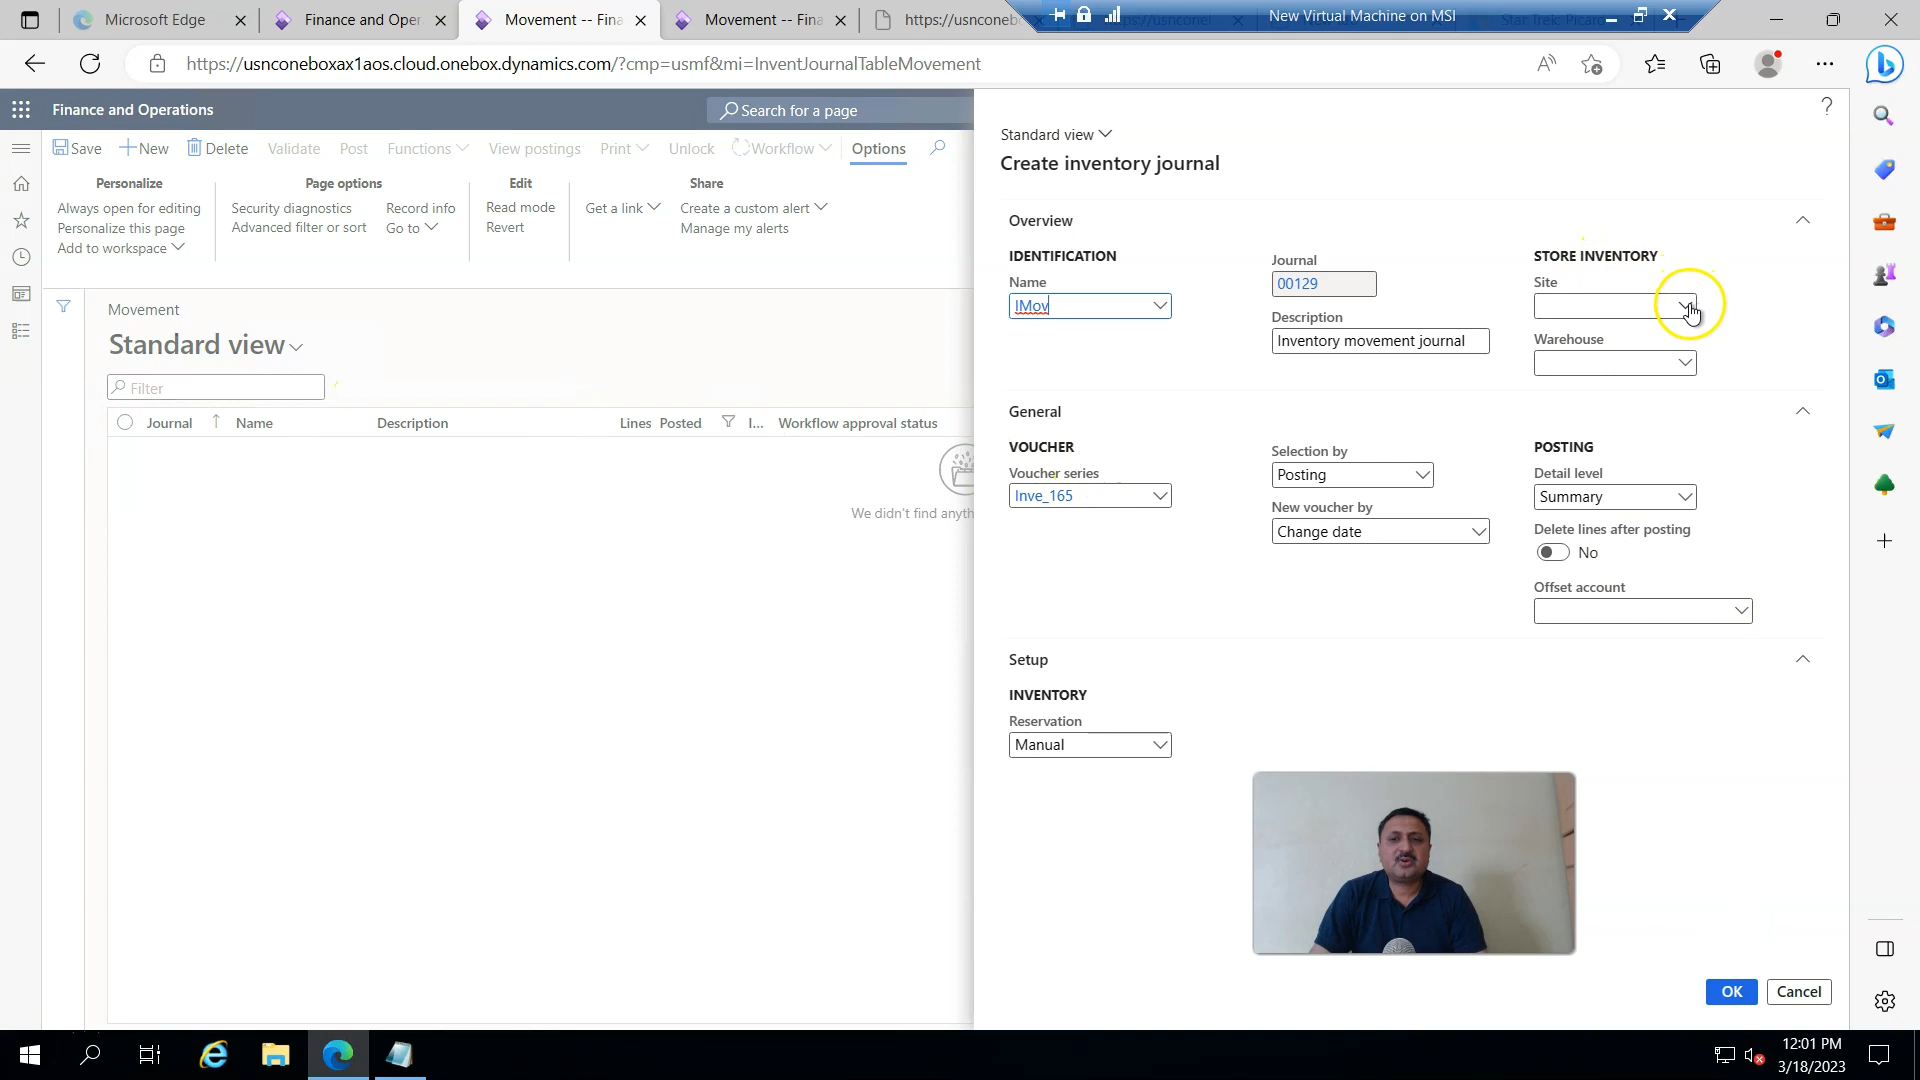 Microsoft Edge
Finance and Oper
Movement -- Fina
Movement -- Fina
https://usnconebo
New Virtual Machine on MSI
https://usnconeboxax1aos.cloud.onebox.dynamics.com/?cmp=usmf&mi=InventJournalTableMovement
Finance and Operations
Search for a page
?
Save
New
Delete
Validate
Post
Functions
View postings
Print
Unlock
Workflow
Options
Personalize
Always open for editing
Personalize this page
Add to workspace
Page options
Security diagnostics
Advanced filter or sort
Record info
Go to
Edit
Read mode
Revert
Share
Get a link
Create a custom alert
Manage my alerts
Movement
Standard view
Filter
Journal
Name
Description
Lines
Posted
I...
Workflow approval status
We didn't find anyth
Standard view
Create inventory journal
Overview
IDENTIFICATION
Name
IMov
Journal
00129
Description
Inventory movement journal
STORE INVENTORY
Site
Warehouse
General
VOUCHER
Voucher series
Inve_165
Selection by
Posting
New voucher by
Change date
POSTING
Detail level
Summary
Delete lines after posting
No
Offset account
Setup
INVENTORY
Reservation
Manual
OK
Cancel
12:01 PM
3/18/2023